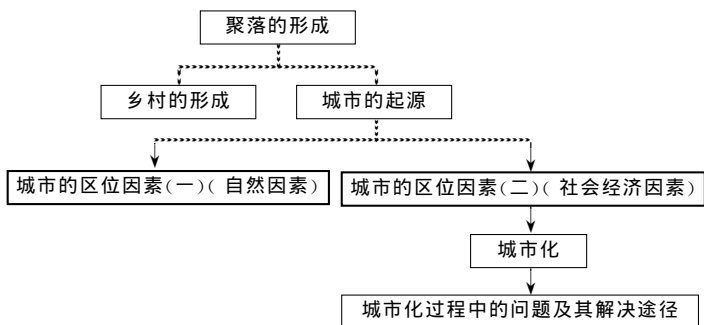 聚落的形成
乡村的形成
城市的起源
城市的区位因素(一)(自然因素)
城市的区位因素(二)(社会经济因素)
城市化
城市化过程中的问题及其解决途径